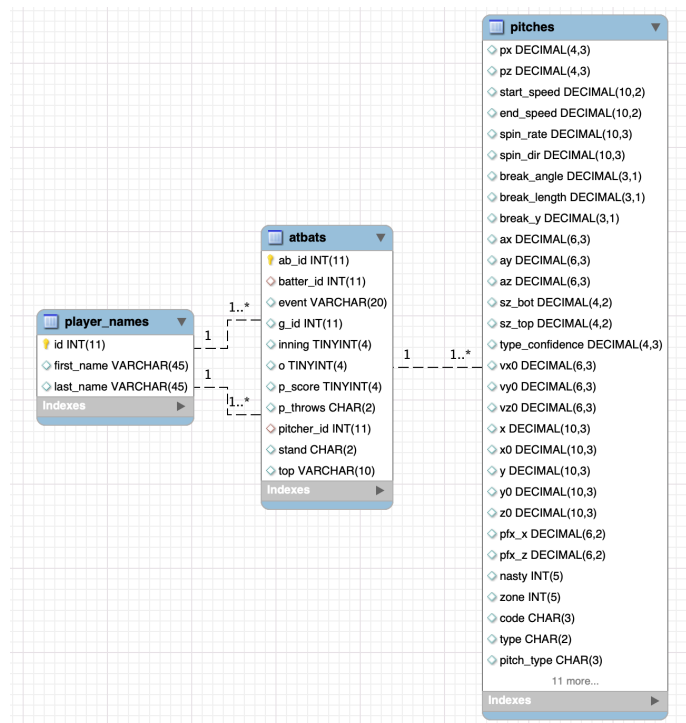 pitches
px DECIMAL(4,3)
pz DECIMAL(4,3)
start_speed DECIMAL(10,2)
end_speed DECIMAL(10,2)
spin_rate DECIMAL(10,3)
spin_dir DECIMAL(10,3)
break_angle DECIMAL(3,1)
break_length DECIMAL(3,1)
break_y DECIMAL(3,1)
ax DECIMAL(6,3)
ay DECIMAL(6,3)
az DECIMAL(6,3)
sz_bot DECIMAL(4,2)
sz_top DECIMAL(4,2)
type_confidence DECIMAL(4,3)
vx0 DECIMAL(6,3)
vy0 DECIMAL(6,3)
vz0 DECIMAL(6,3)
x DECIMAL(10,3)
x0 DECIMAL(10,3)
y DECIMAL(10,3)
y0 DECIMAL(10,3)
z0 DECIMAL(10,3)
pfx_x DECIMAL(6,2)
pfx_z DECIMAL(6,2)
nasty INT(5)
zone INT(5)
code CHAR(3)
type CHAR(2)
pitch_type CHAR(3)
11 more...
Indexes
atbats
ab_id INT(11)
batter_id INT(11)
event VARCHAR(20)
g_id INT(11)
inning TINYINT(4)
o TINYINT(4)
p_score TINYINT(4)
p_throws CHAR(2)
pitcher_id INT(11)
stand CHAR(2)
top VARCHAR(10)
Indexes
player_names
id INT(11)
first_name VARCHAR(45)
last_name VARCHAR(45)
Indexes
1
1..*
1
1..*
1
1..*